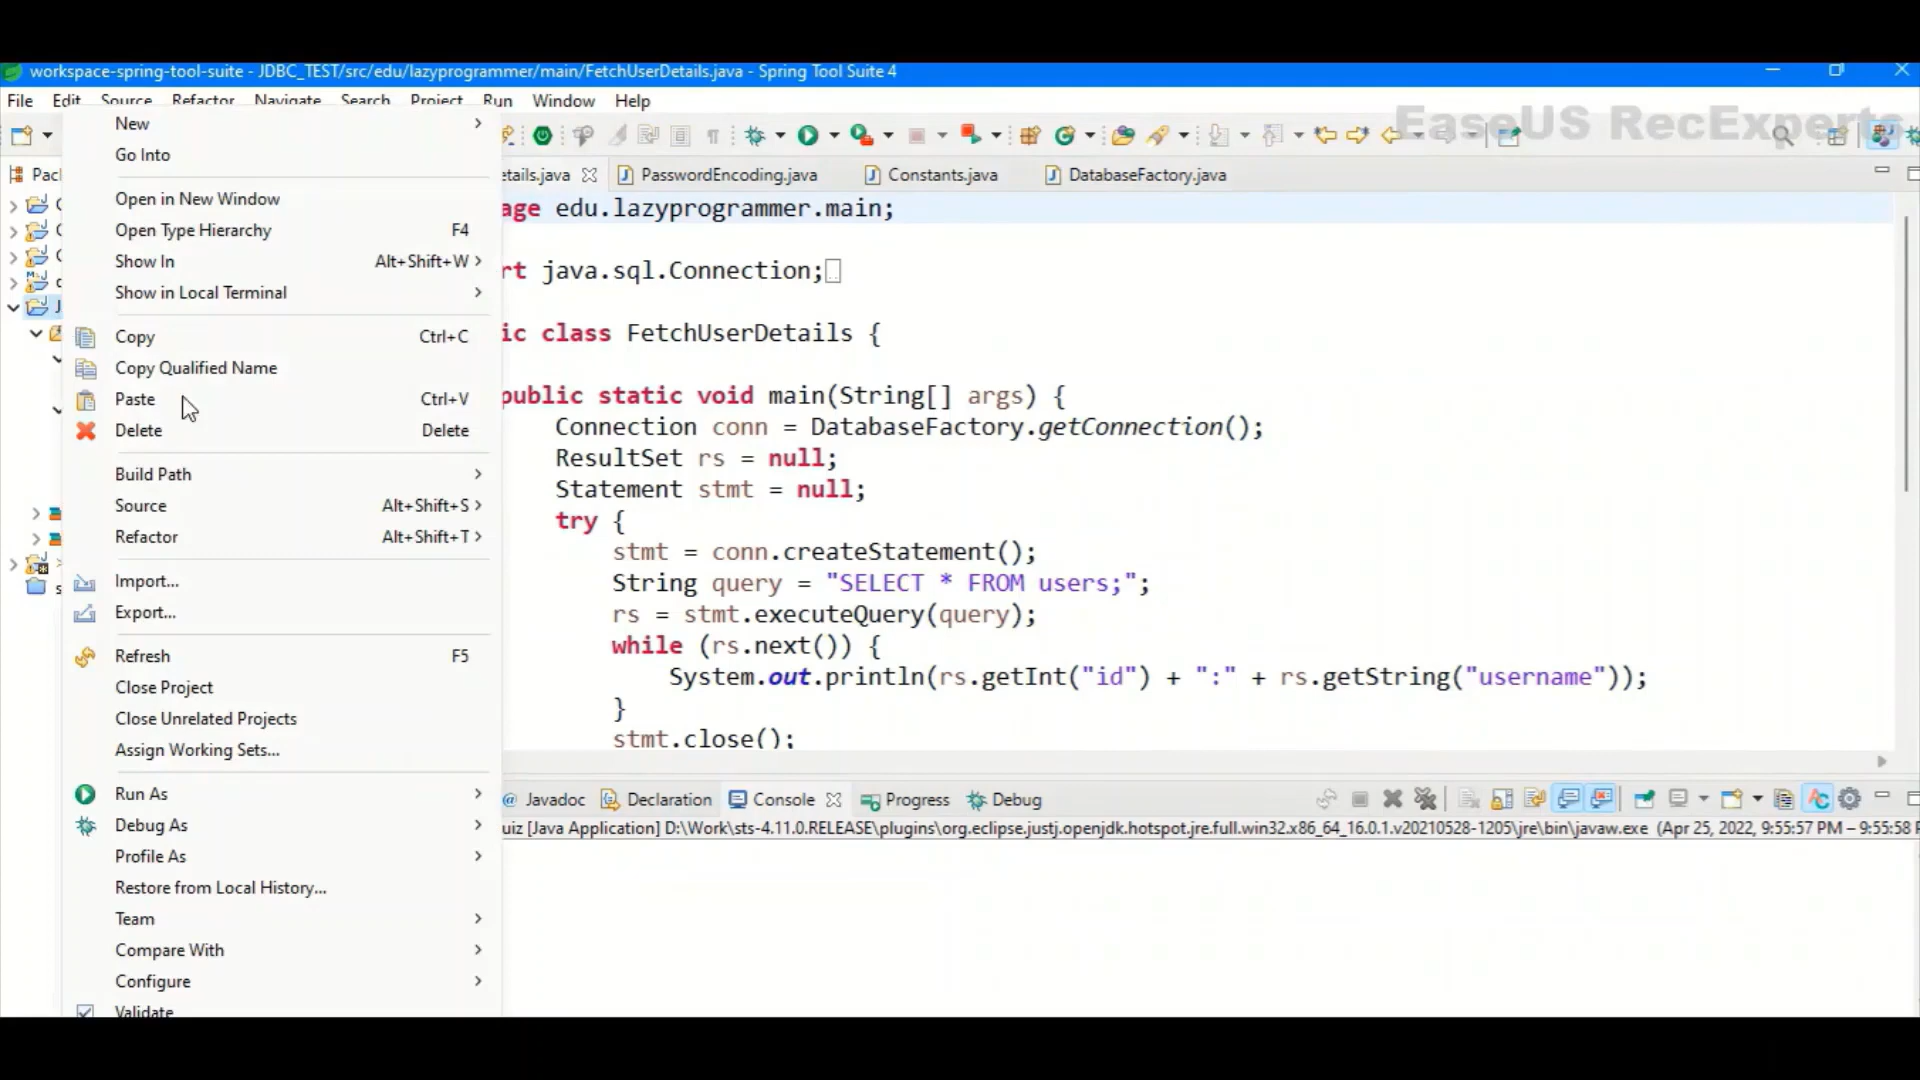 workspace-spring-tool-suite - JDBC_TEST/src/edu/lazyprogrammer/main/FetchUserDetails.java - Spring Tool Suite 4
File Edit Source Refactor Navigate Search Project Run Window Help
EaseUS RecExperts
etails.java PasswordEncoding.java Constants.java DatabaseFactory.java
New
Go Into
Open in New Window
Open Type Hierarchy F4
Show In Alt+Shift+W
Show in Local Terminal
Copy Ctrl+C
Copy Qualified Name
Paste Ctrl+V
Delete Delete
Build Path
Source Alt+Shift+S
Refactor Alt+Shift+T
Import...
Export...
Refresh F5
Close Project
Close Unrelated Projects
Assign Working Sets...
Run As
Debug As
Profile As
Restore from Local History...
Team
Compare With
Configure
Validate
Pac
age edu.lazyprogrammer.main;
rt java.sql.Connection;
ic class FetchUserDetails {
public static void main(String[] args) {
Connection conn = DatabaseFactory.getConnection();
ResultSet rs = null;
Statement stmt = null;
try {
stmt = conn.createStatement();
String query = "SELECT * FROM users;";
rs = stmt.executeQuery(query);
while (rs.next()) {
System.out.println(rs.getInt("id") + ":" + rs.getString("username"));
}
stmt.close();
@ Javadoc Declaration Console Progress Debug
uiz [Java Application] D:\Work\sts-4.11.0.RELEASE\plugins\org.eclipse.justj.openjdk.hotspot.jre.full.win32.x86_64_16.0.1.v20210528-1205\jre\bin\javaw.exe (Apr 25, 2022, 9:55:57 PM – 9:55:58 P